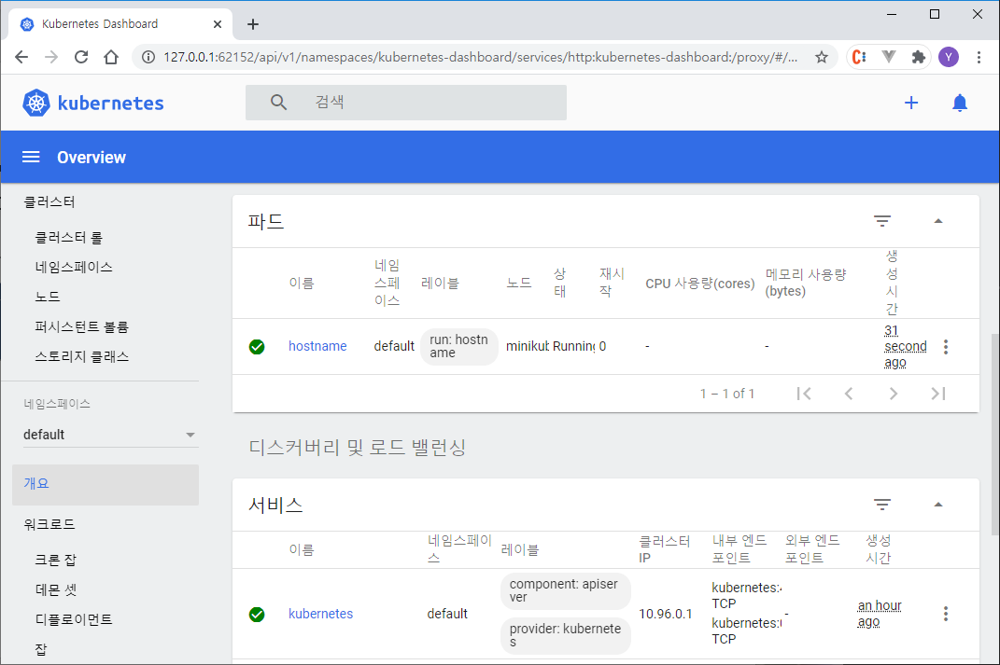 Kubernetes Dashboard
127.0.0.1:62152/api/v1/namespaces/kubernetes-dashboard/services/http:kubernetes-dashboard:/proxy/#/...
Y
kubernetes
검색
Overview
클러스터
클러스터 롤
네임스페이스
노드
퍼시스턴트 볼륨
스토리지 클래스
네임스페이스
default
개요
워크로드
크론 잡
데몬 셋
디플로이먼트
잡
파드
이름
네임
스페
이스
레이블
노드
상
태
재시
작
CPU 사용량(cores)
메모리 사용량
(bytes)
생
성
시
간
hostname
default
run: hostn
ame
minikub
Running
0
-
-
31
second
ago
1 – 1 of 1
디스커버리 및 로드 밸런싱
서비스
이름
네임스페이
스
레이블
클러스터
IP
내부 엔드
포인트
외부 엔드
포인트
생성
시간
kubernetes
default
component: apiser
ver
provider: kubernete
s
10.96.0.1
kubernetes:
TCP
kubernetes:
TCP
-
an hour
ago